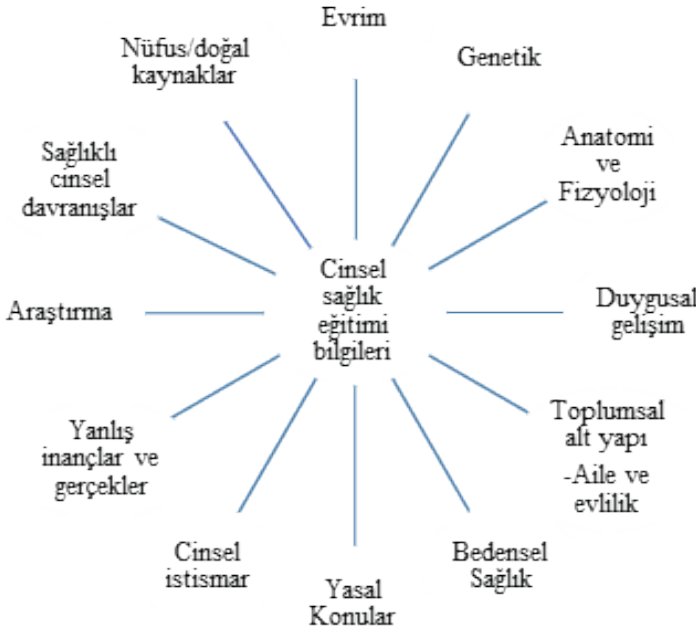 Evrim
Genetik
Anatomi
ve
Fizyoloji
Duygusal
gelişim
Toplumsal
alt yapı
-Aile ve
evlilik
Bedensel
Sağlık
Yasal
Konular
Cinsel
istismar
Yanlış
inançlar ve
gerçekler
Araştırma
Sağlıklı
cinsel
davranışlar
Nüfus/doğal
kaynaklar
Cinsel
sağlık
eğitimi
bilgileri